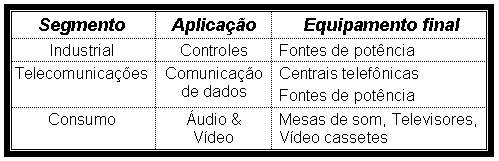 Segmento Aplicação Equipamento final
Industrial Controles Fontes de potência
Telecomunicações Comunicação de dados Centrais telefônicas
Fontes de potência
Consumo Áudio & Vídeo Mesas de som, Televisores,
Vídeo cassetes